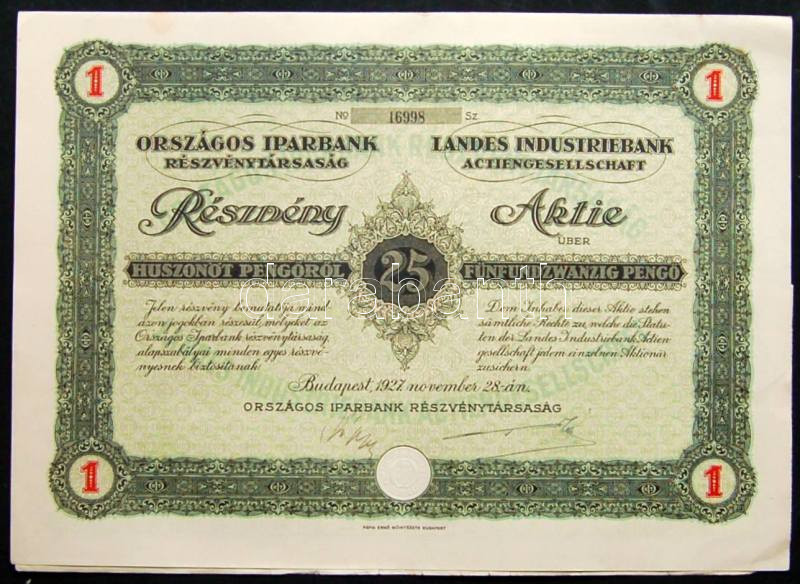 1
1
Nº 16998 Sz.
ORSZÁGOS IPARBANK
RÉSZVÉNYTÁRSASÁG
LANDES INDUSTRIEBANK
ACTIENGESELLSCHAFT
Részvény
Aktie
ÜBER
HUSZONÖT PENGŐRŐL
25
FÜNFUNDZWANZIG PENGŐ
Jelen részvény bemutatója mind
azon jogokban részesül, melyeket az
Országos Iparbank részvénytársaság
alapszabályai minden egyes részvé-
nyesnek biztosítanak.
Dem Inhaber dieser Aktie stehen
sämtliche Rechte zu, welche die Statu-
ten der Landes Industriebank Actien-
gesellschaft jedem einzelnen Aktionär
zusichern.
darabanth
Budapest, 1927. november 28-án.
ORSZÁGOS IPARBANK RÉSZVÉNYTÁRSASÁG
1
1